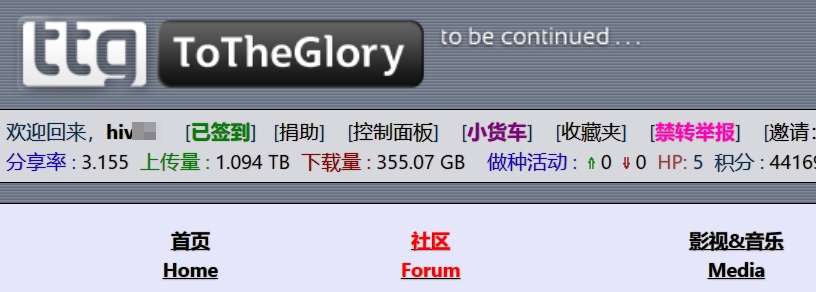 ttg ToTheGlory to be continued . . .
欢迎回来，hiv [已签到] [捐助] [控制面板] [小货车] [收藏夹] [禁转举报] [邀请:
分享率 : 3.155 上传量 : 1.094 TB 下载量 : 355.07 GB 做种活动 : ⇑ 0 ⇓ 0 HP: 5 积分 : 44169
首页 社区 影视&音乐
Home Forum Media